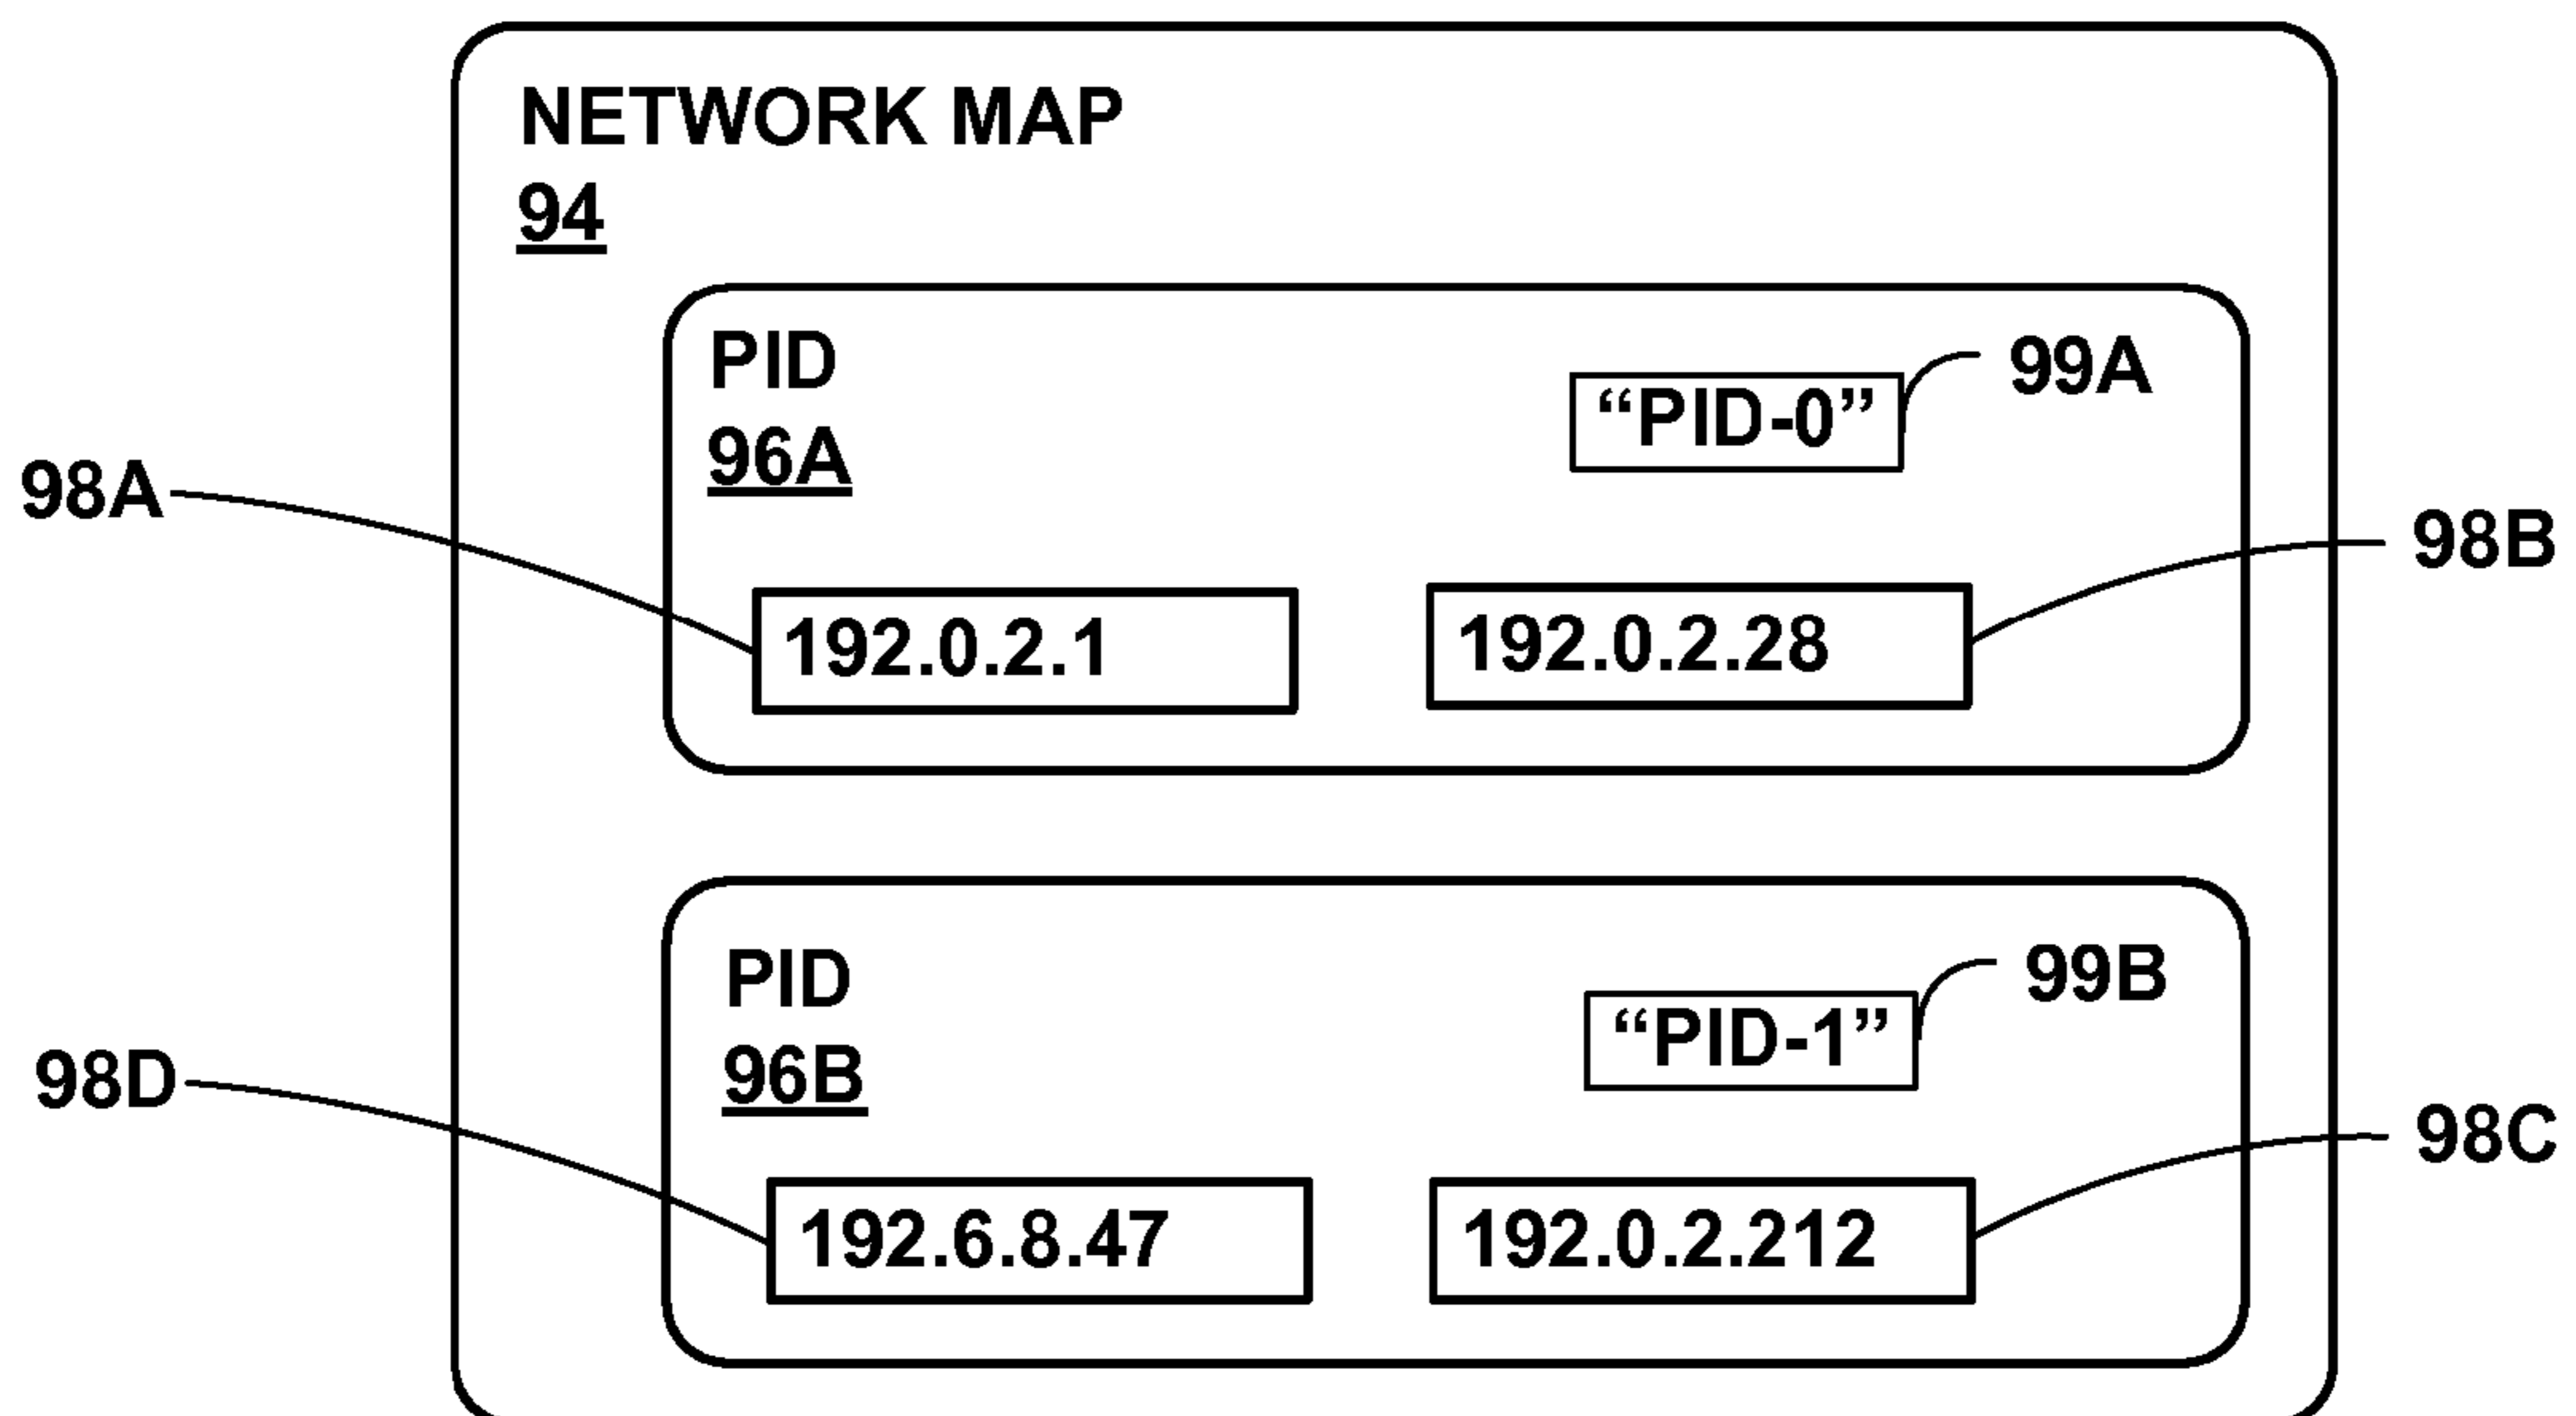 NETWORK MAP
94
PID
96A
“PID-0”
99A
98A
98B
192.0.2.1
192.0.2.28
PID
96B
“PID-1”
99B
98D
98C
192.6.8.47
192.0.2.212